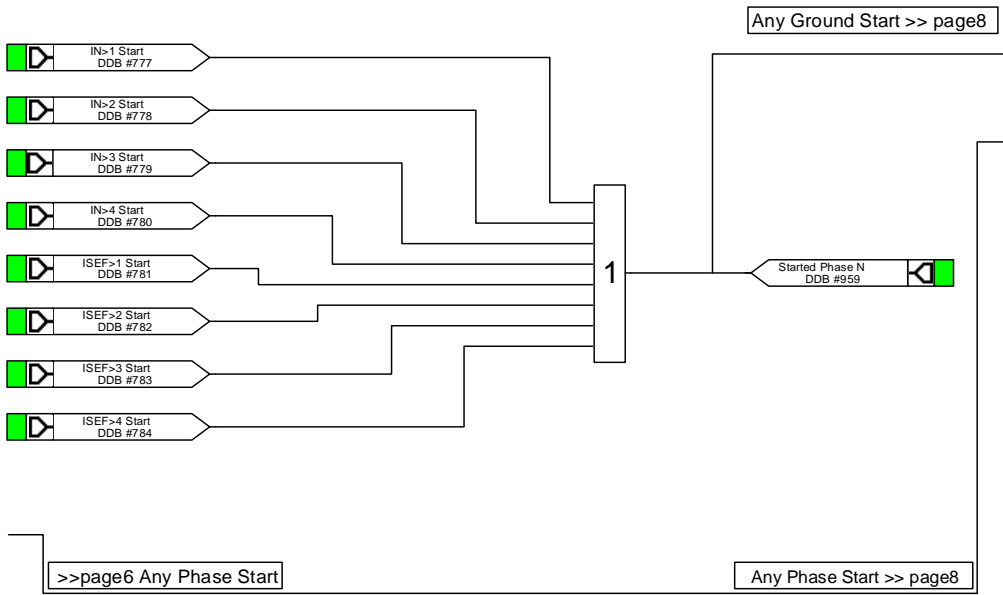 Any Ground Start >> page8
IN>1 Start
DDB #777
IN>2 Start
DDB #778
IN>3 Start
DDB #779
IN>4 Start
DDB #780
ISEF>1 Start
DDB #781
ISEF>2 Start
DDB #782
ISEF>3 Start
DDB #783
ISEF>4 Start
DDB #784
1
Started Phase N
DDB #959
>>page6 Any Phase Start
Any Phase Start >> page8